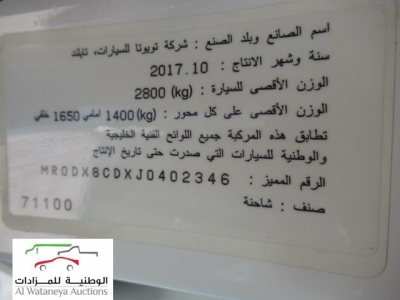 اسم الصانع وبلد الصنع : شركة تويوتا للسيارات، تايلند
سنة وشهر الانتاج : 2017.10
الوزن الأقصى للسيارة : (kg) 2800
الوزن الأقصى على كل محور : (kg) 1400 امامي 1650 خلفي
تطابق هذه المركبة جميع اللوائح الفنية الخليجية
والوطنية للسيارات التي صدرت حتى تاريخ الإنتاج
الرقم المميز : MR0DX8CDXJ0402346
صنف : شاحنة
71100
الوطنية للمزادات
Al Wataneya Auctions